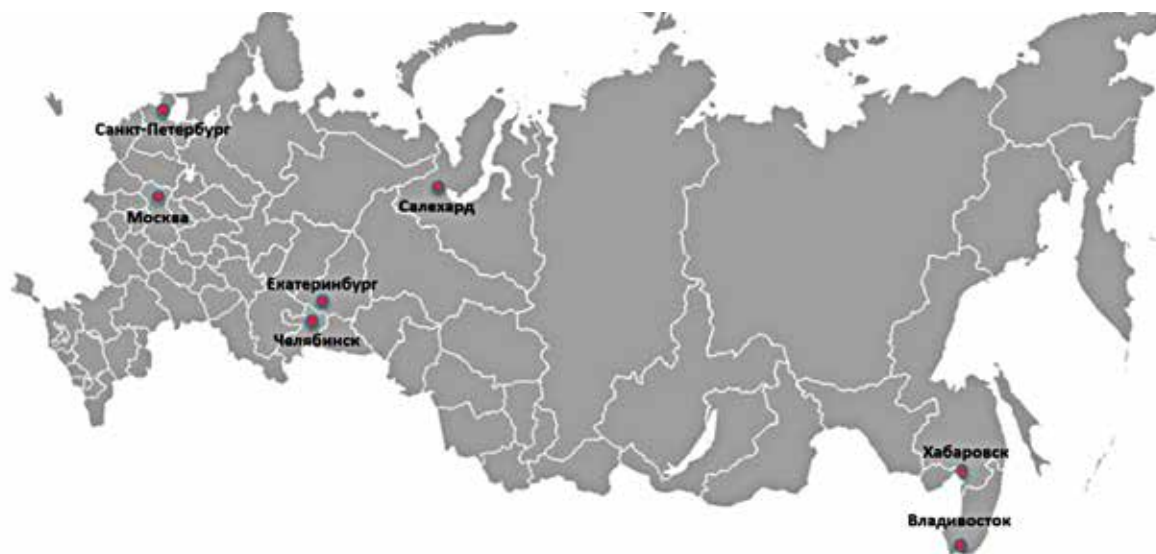 Санкт-Петербург
Москва
Салехард
Екатеринбург
Челябинск
Хабаровск
Владивосток